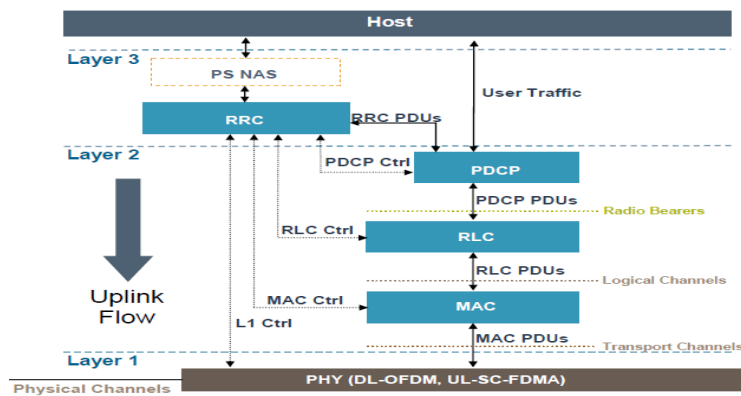 Host
Layer 3
PS NAS
User Traffic
RRC
RRC PDUs
Layer 2
PDCP Ctrl
PDCP
PDCP PDUs
Radio Bearers
RLC Ctrl
RLC
RLC PDUs
Logical Channels
Uplink
Flow
MAC Ctrl
MAC
L1 Ctrl
MAC PDUs
Transport Channels
Layer 1
PHY (DL-OFDM, UL-SC-FDMA)
Physical Channels